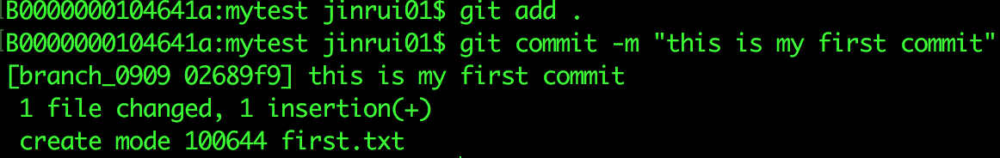 B0000000104641a:mytest jinrui01$ git add .
B0000000104641a:mytest jinrui01$ git commit -m "this is my first commit"
[branch_0909 02689f9] this is my first commit
 1 file changed, 1 insertion(+)
 create mode 100644 first.txt